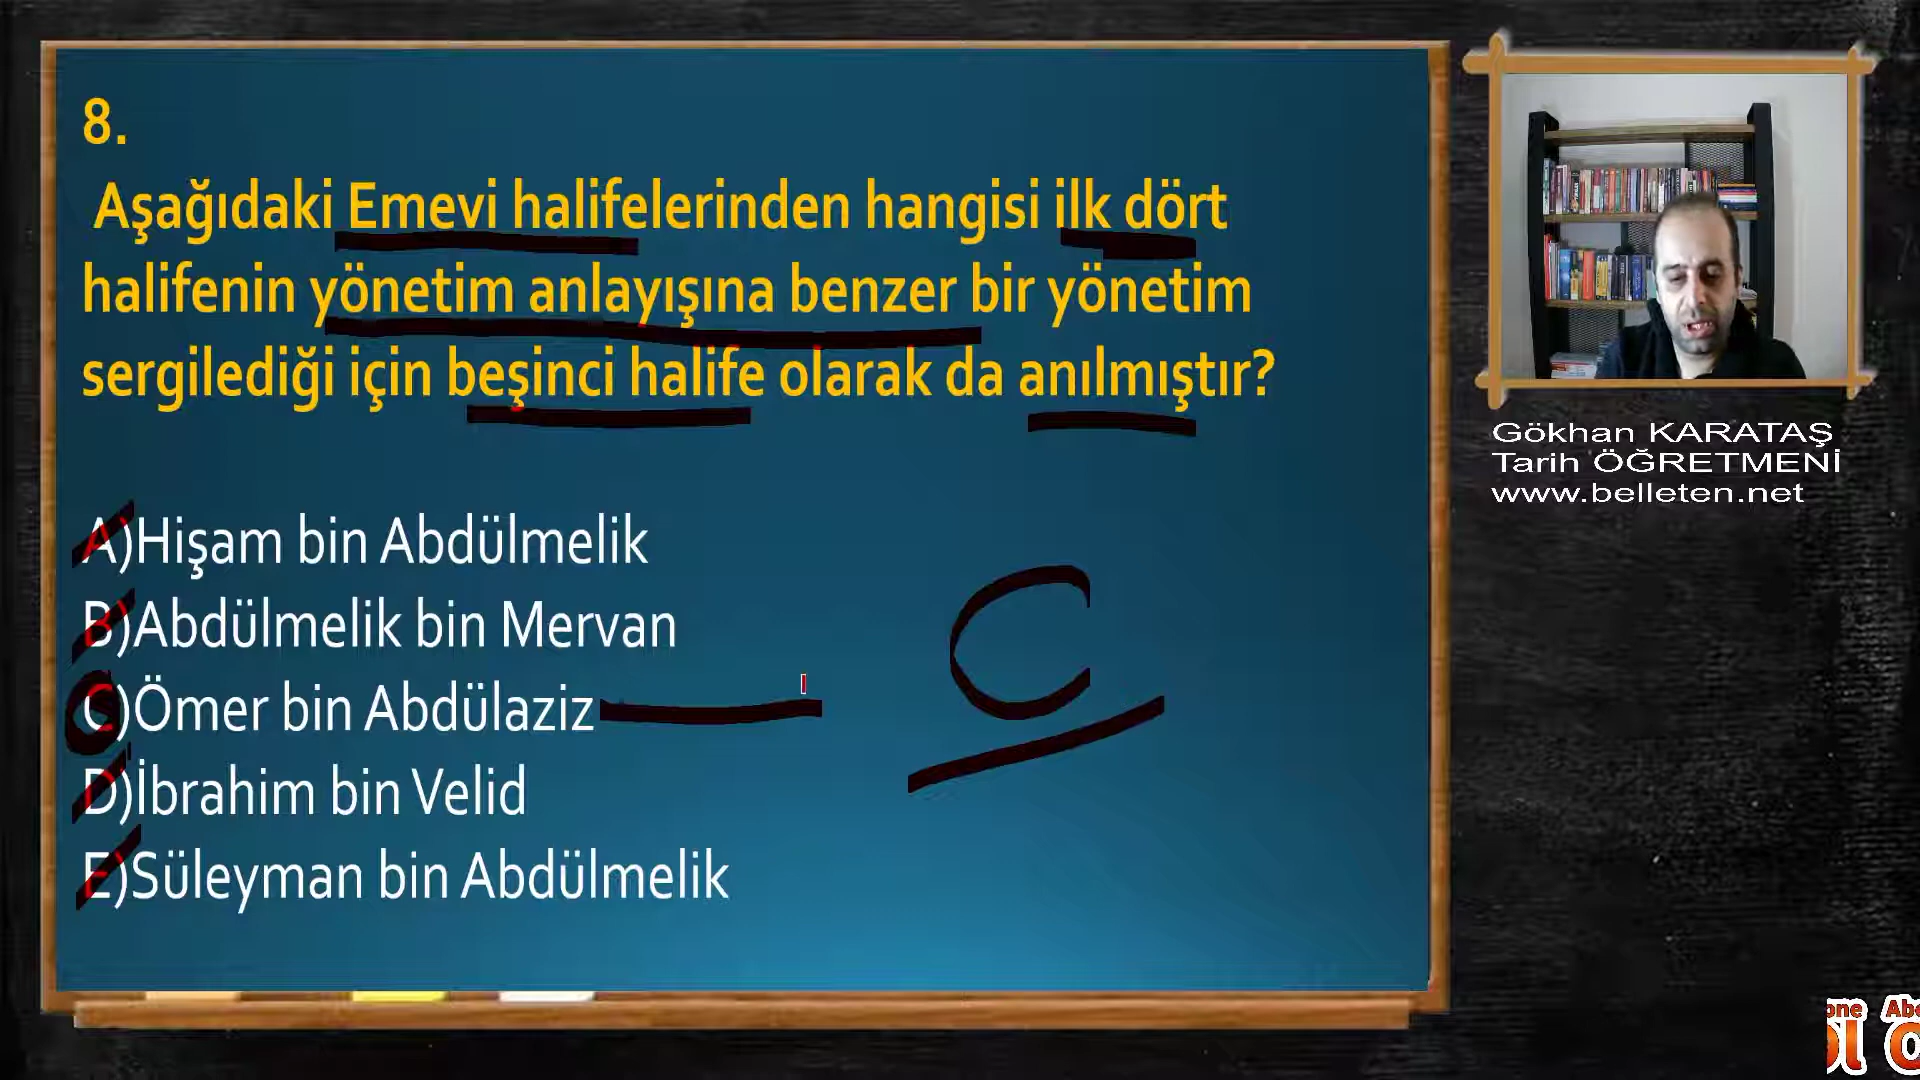 8.
Aşağıdaki Emevi halifelerinden hangisi ilk dört
halifenin yönetim anlayışına benzer bir yönetim
sergilediği için beşinci halife olarak da anılmıştır?
A)Hişam bin Abdülmelik
B)Abdülmelik bin Mervan
C)Ömer bin Abdülaziz
D)İbrahim bin Velid
E)Süleyman bin Abdülmelik
C
Gökhan KARATAŞ
Tarih ÖĞRETMENİ
www.belleten.net